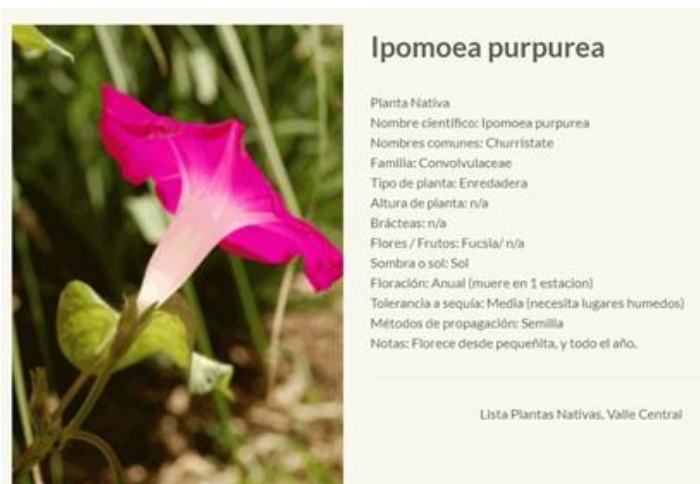 Ipomoea purpurea
Planta Nativa
Nombre científico: Ipomoea purpurea
Nombres comunes: Churristate
Familia: Convolvulaceae
Tipo de planta: Enredadera
Altura de planta: n/a
Brácteas: n/a
Flores / Frutos: Fucsia/ n/a
Sombra o sol: Sol
Floración: Anual (muere en 1 estacion)
Tolerancia a sequía: Media (necesita lugares humedos)
Métodos de propagación: Semilla
Notas: Florece desde pequeñita, y todo el año.
Lista Plantas Nativas, Valle Central